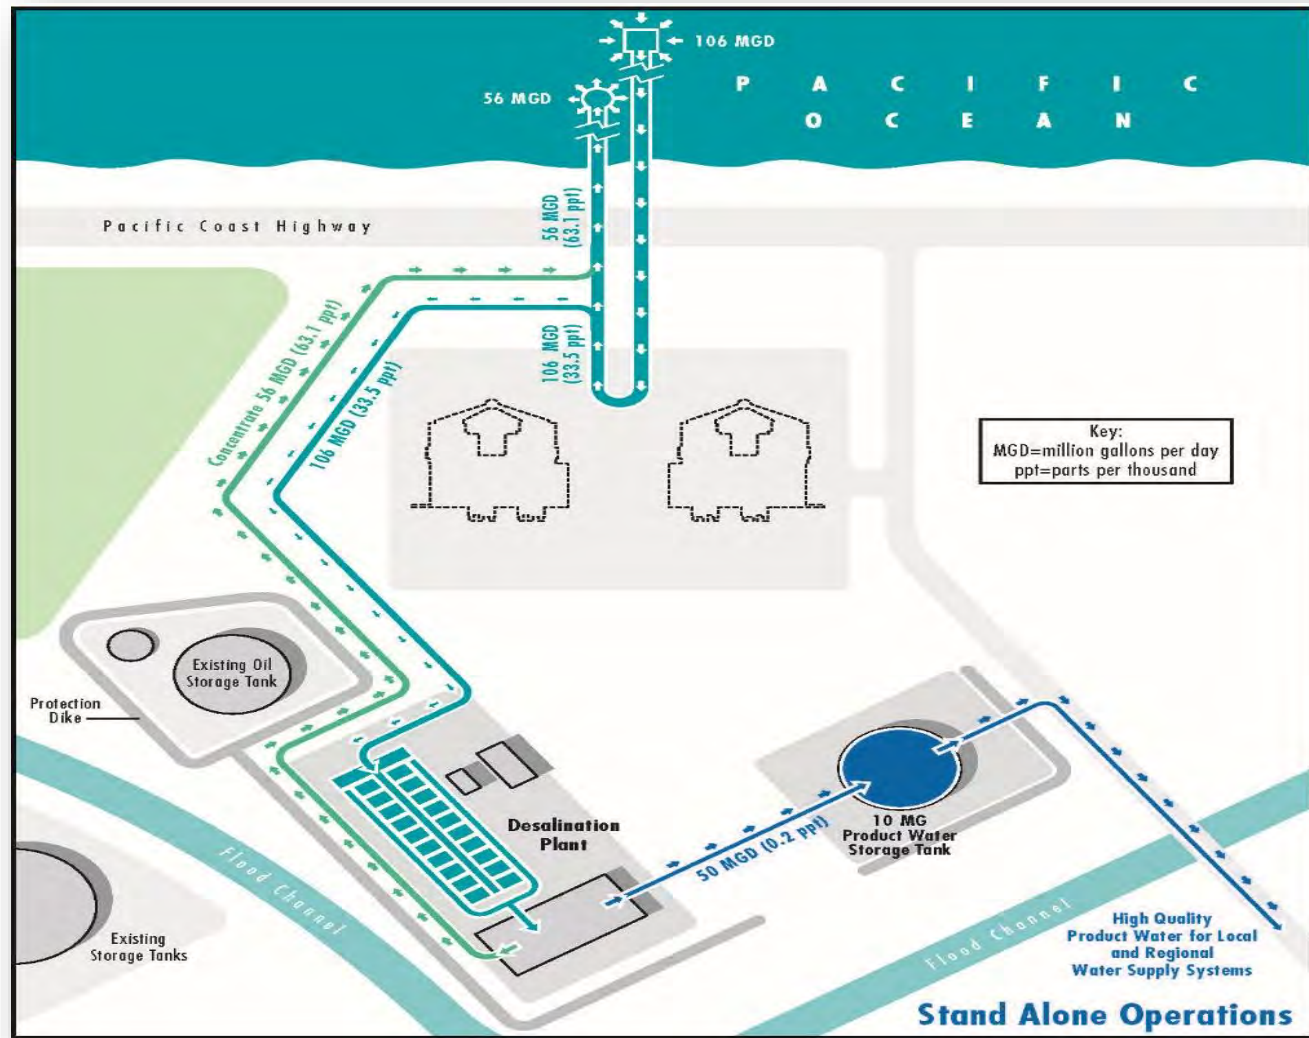 106 MGD
56 MGD
P A C I F I C
O C E A N
Pacific Coast Highway
56 MGD
(63.1 ppt)
Concentrate 56 MGD (63.1 ppt)
106 MGD (33.5 ppt)
106 MGD
(33.5 ppt)
Key:
MGD=million gallons per day
ppt=parts per thousand
Existing Oil
Storage Tank
Protection
Dike
Desalination
Plant
50 MGD (0.2 ppt)
10 MG
Product Water
Storage Tank
Flood Channel
Existing
Storage Tanks
Flood Channel
High Quality
Product Water for Local
and Regional
Water Supply Systems
Stand Alone Operations